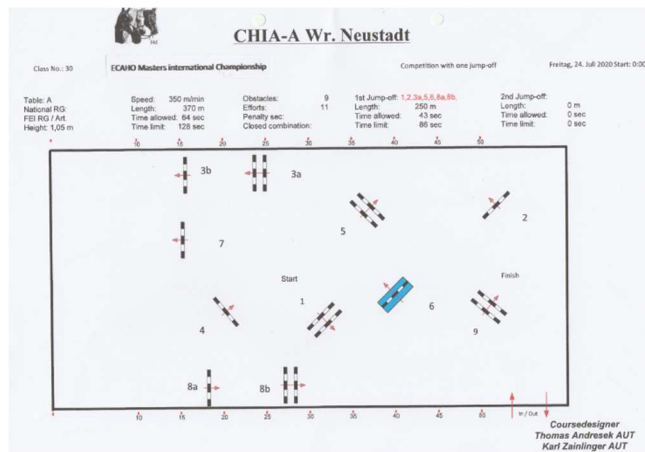 CHIA-A Wr. Neustadt
Class No.: 30 ECAHO Masters international Championship Competition with one jump-off Freitag, 24. Juli 2020 Start: 0:00
Table: A Speed: 350 m/min Obstacles: 9 1st Jump-off: 1,2,3a,5,6,8a,8b, 2nd Jump-off:
National RG: Length: 370 m Efforts: 11 Length: 250 m Length: 0 m
FEI RG / Art. Time allowed: 64 sec Penalty sec: Time allowed: 43 sec Time allowed: 0 sec
Height: 1,05 m Time limit: 128 sec Closed combination: Time limit: 86 sec Time limit: 0 sec
10 15 20 25 30 35 40 45 50
3b 3a
2
5
7
Start Finish
1 6
4 9
8a 8b
In / Out
10 15 20 25 30 35 40 45 50
Coursedesigner
Thomas Andresek AUT
Karl Zainlinger AUT